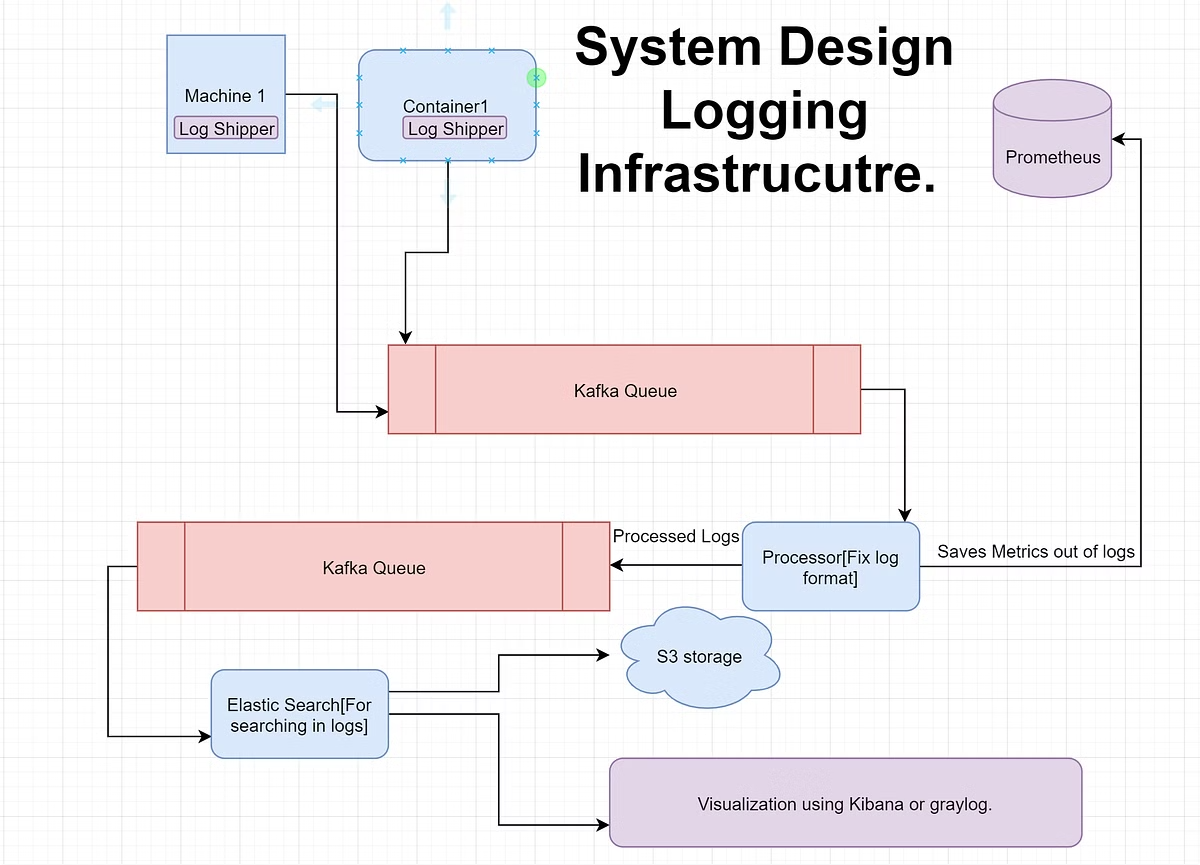 System Design
Logging
Infrastrucutre.
Machine 1
Log Shipper
Container1
Log Shipper
Prometheus
Kafka Queue
Kafka Queue
Processed Logs
Processor[Fix log
format]
Saves Metrics out of logs
S3 storage
Elastic Search[For
searching in logs]
Visualization using Kibana or graylog.